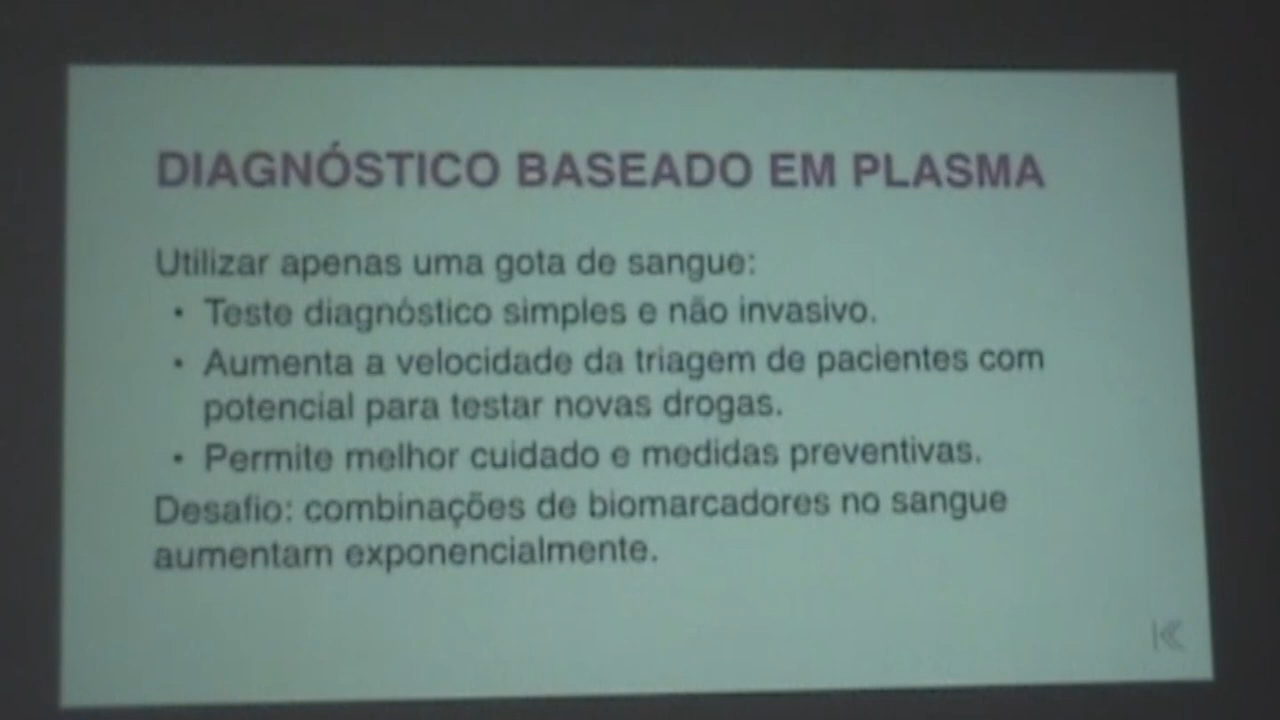 DIAGNÓSTICO BASEADO EM PLASMA
Utilizar apenas uma gota de sangue:
• Teste diagnóstico simples e não invasivo.
• Aumenta a velocidade da triagem de pacientes com
potencial para testar novas drogas.
• Permite melhor cuidado e medidas preventivas.
Desafio: combinações de biomarcadores no sangue
aumentam exponencialmente.